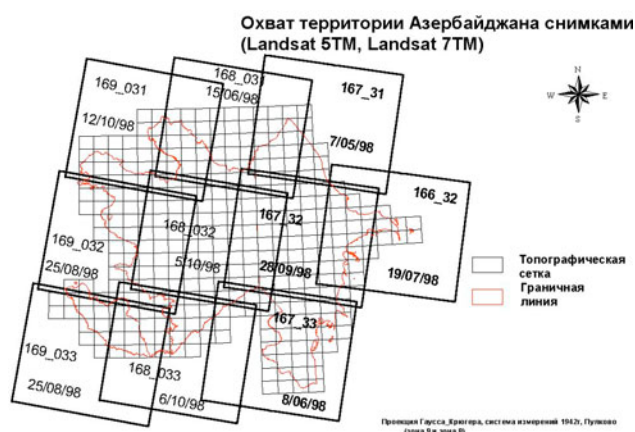 Охват территории Азербайджана снимками
(Landsat 5TM, Landsat 7TM)
N
W
E
S
169_031
12/10/98
168_031
15/06/98
167_31
7/05/98
166_32
19/07/98
169_032
25/08/98
168_032
5/10/98
167_32
28/09/98
169_033
25/08/98
168_033
6/10/98
167_33
8/06/98
Топографическая
сетка
Граничная
линия
Проекция Гаусса_Крюгера, система измерений 1942г, Пулково